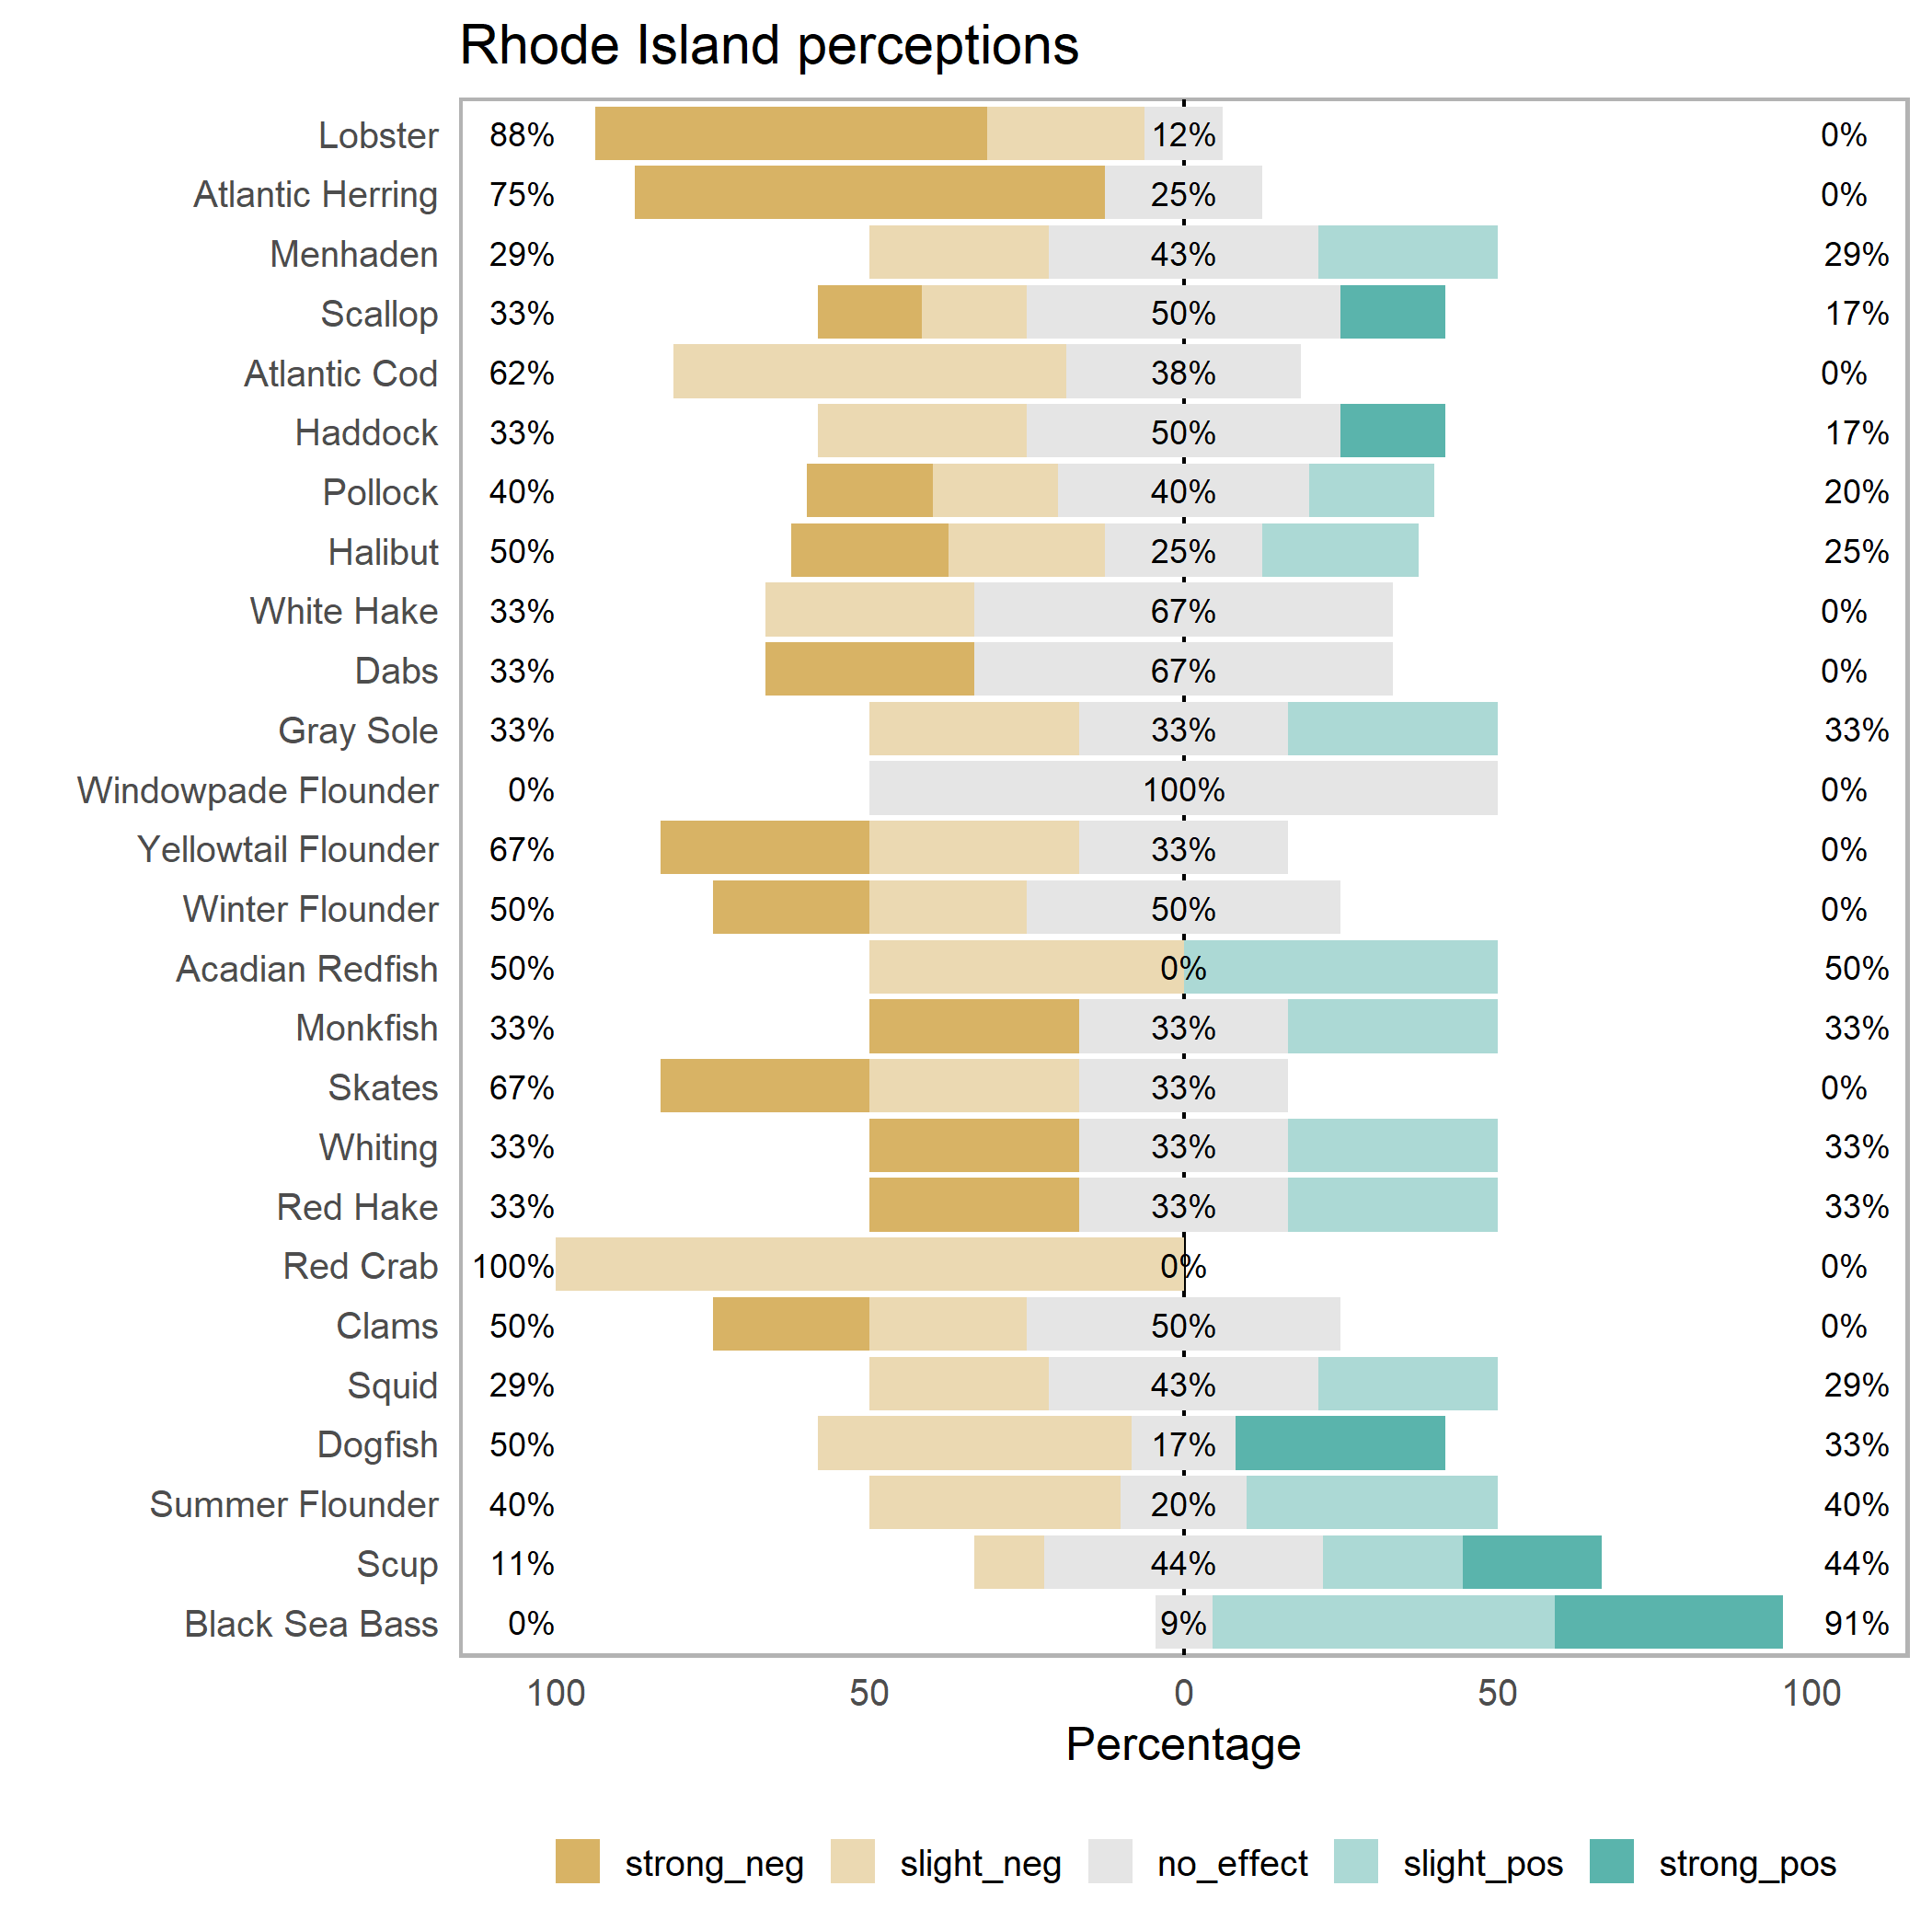 Rhode Island perceptions
Lobster 88% 12% 0%
Atlantic Herring 75% 25% 0%
Menhaden 29% 43% 29%
Scallop 33% 50% 17%
Atlantic Cod 62% 38% 0%
Haddock 33% 50% 17%
Pollock 40% 40% 20%
Halibut 50% 25% 25%
White Hake 33% 67% 0%
Dabs 33% 67% 0%
Gray Sole 33% 33% 33%
Windowpade Flounder 0% 100% 0%
Yellowtail Flounder 67% 33% 0%
Winter Flounder 50% 50% 0%
Acadian Redfish 50% 0% 50%
Monkfish 33% 33% 33%
Skates 67% 33% 0%
Whiting 33% 33% 33%
Red Hake 33% 33% 33%
Red Crab 100% 0% 0%
Clams 50% 50% 0%
Squid 29% 43% 29%
Dogfish 50% 17% 33%
Summer Flounder 40% 20% 40%
Scup 11% 44% 44%
Black Sea Bass 0% 9% 91%
100 50 0 50 100
Percentage
strong_neg slight_neg no_effect slight_pos strong_pos